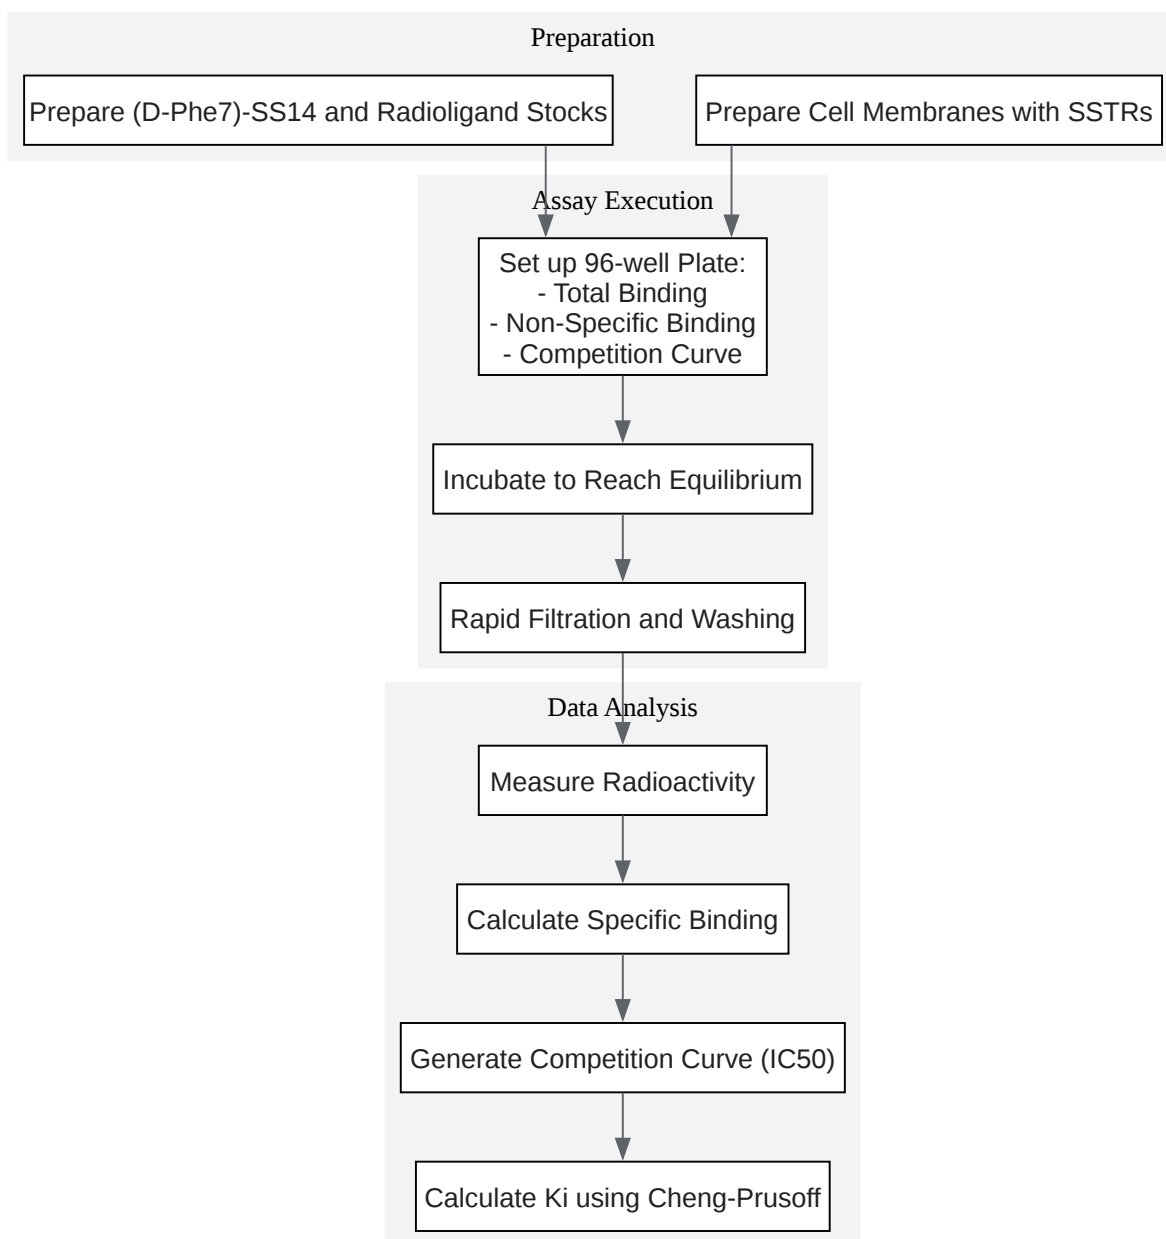 Preparation
Prepare (D-Phe7)-SS14 and Radioligand Stocks
Prepare Cell Membranes with SSTRs
Assay Execution
Set up 96-well Plate:
- Total Binding
- Non-Specific Binding
- Competition Curve
Incubate to Reach Equilibrium
Rapid Filtration and Washing
Data Analysis
Measure Radioactivity
Calculate Specific Binding
Generate Competition Curve (IC50)
Calculate Ki using Cheng-Prusoff